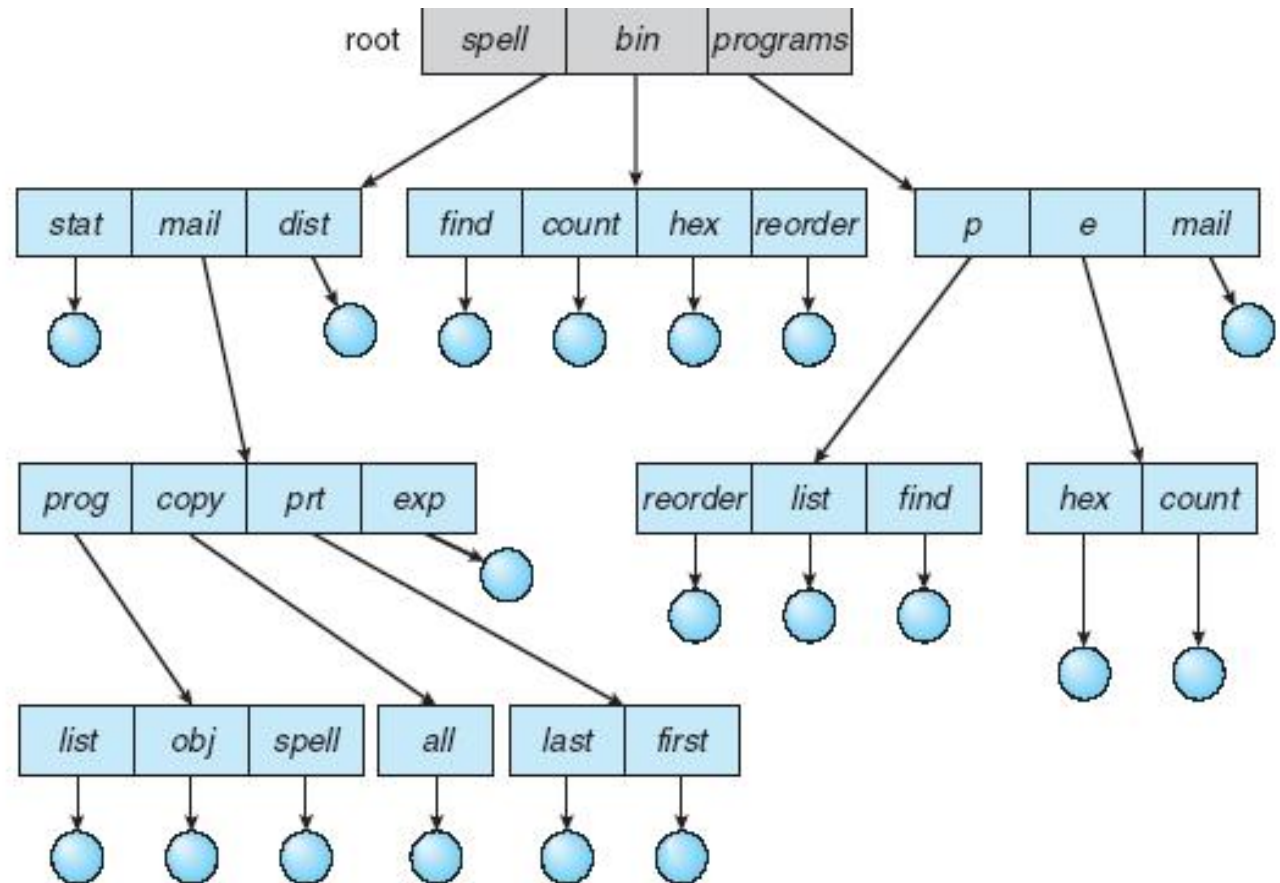 root spell bin programs
stat mail dist find count hex reorder p e mail
prog copy prt exp reorder list find hex count
list obj spell all last first